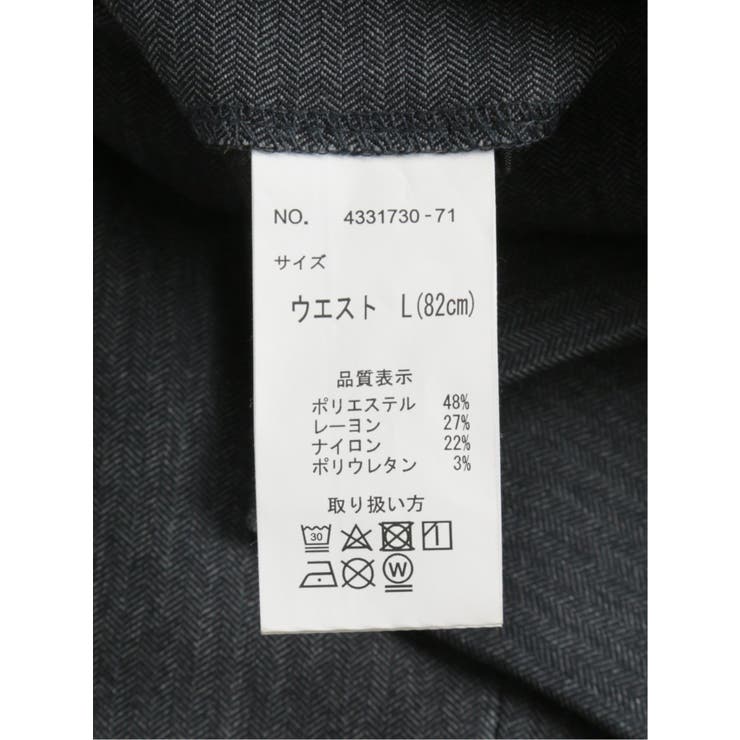 NO. 4331730-71
サイズ
ウエスト L(82cm)
品質表示
ポリエステル 48%
レーヨン 27%
ナイロン 22%
ポリウレタン 3%
取り扱い方
30
W